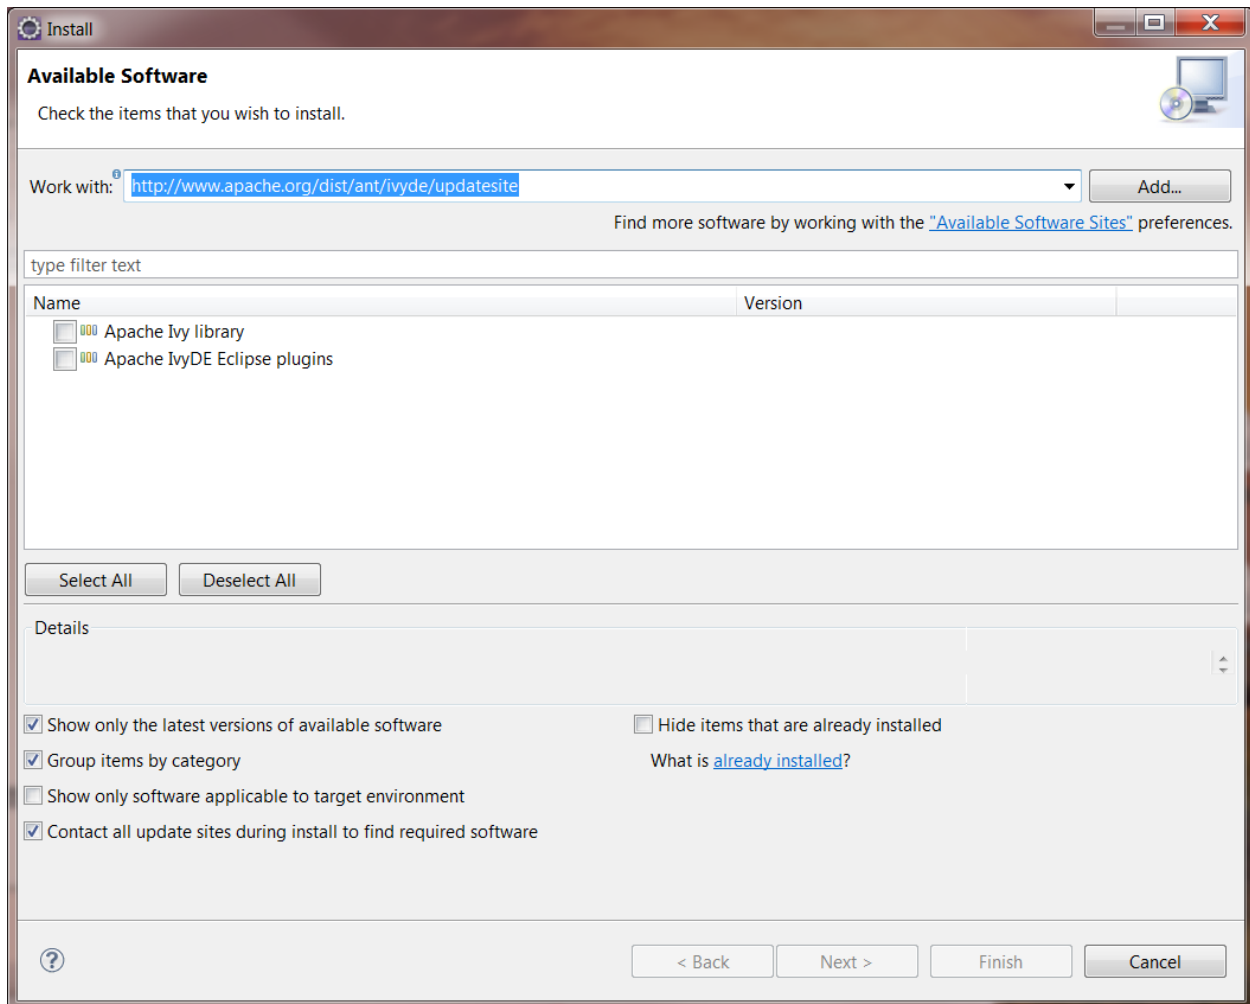 Install
Available Software
Check the items that you wish to install.
Work with: http://www.apache.org/dist/ant/ivyde/updatesite Add...
Find more software by working with the "Available Software Sites" preferences.
type filter text
Name Version
Apache Ivy library
Apache IvyDE Eclipse plugins
Select All Deselect All
Details
Show only the latest versions of available software Hide items that are already installed
Group items by category What is already installed?
Show only software applicable to target environment
Contact all update sites during install to find required software
? < Back Next > Finish Cancel